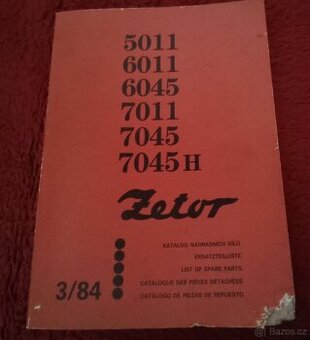 5011
6011
6045
7011
7045
7045H
Zetor
KATALOG NÁHRADNÍCH DÍLŮ
ERSATZTEILLISTE
LIST OF SPARE PARTS
CATALOGUE DES PIÈCES DÉTACHÉES
CATÁLOGO DE PIEZAS DE REPUESTO
3/84
Bazos.cz